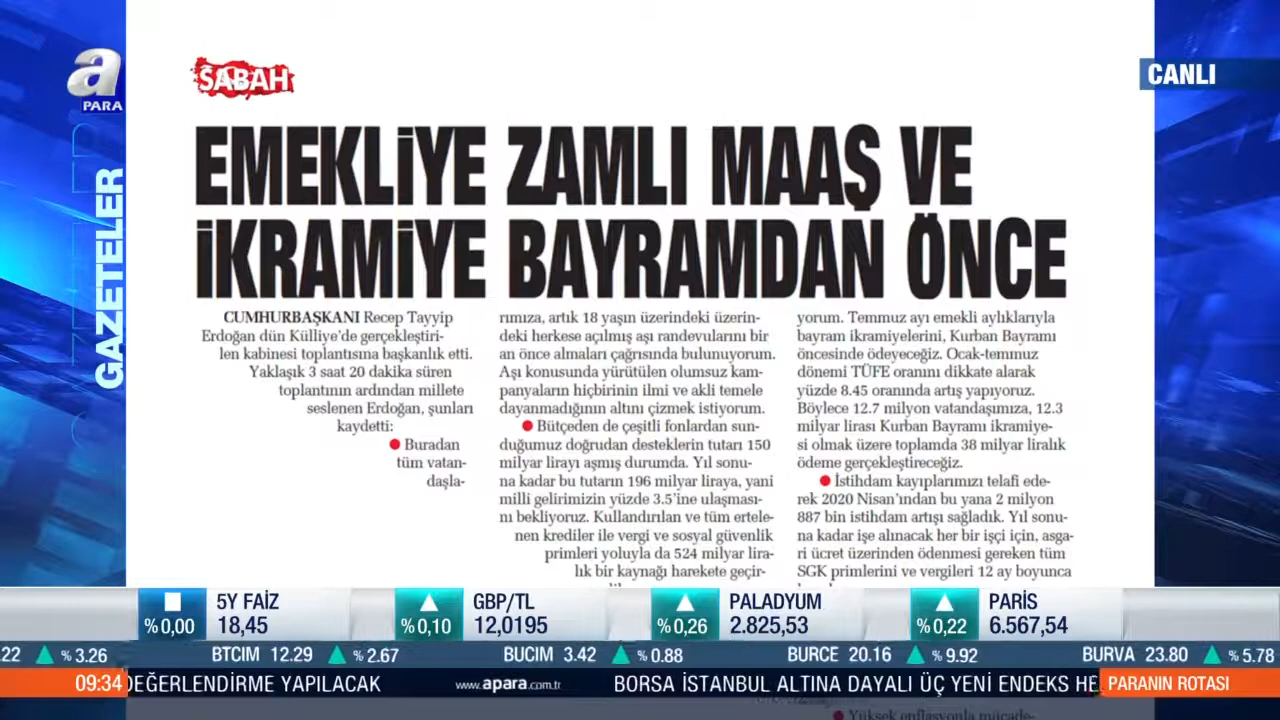 a
PARA
GAZETELER
CANLI
SABAH
EMEKLİYE ZAMLI MAAŞ VE
İKRAMİYE BAYRAMDAN ÖNCE
CUMHURBAŞKANI Recep Tayyip
Erdoğan dün Külliye'de gerçekleştiri-
len kabinesi toplantısına başkanlık etti.
Yaklaşık 3 saat 20 dakika süren
toplantının ardından millete
seslenen Erdoğan, şunları
kaydetti:
● Buradan
tüm vatan-
daşla-
rımıza, artık 18 yaşın üzerindeki üzerin-
deki herkese açılmış aşı randevularını bir
an önce almaları çağrısında bulunuyorum.
Aşı konusunda yürütülen olumsuz kam-
panyaların hiçbirinin ilmi ve akli temele
dayanmadığının altını çizmek istiyorum.
● Bütçeden de çeşitli fonlardan sun-
duğumuz doğrudan desteklerin tutarı 150
milyar lirayı aşmış durumda. Yıl sonu-
na kadar bu tutarın 196 milyar liraya, yani
milli gelirimizin yüzde 3.5'ine ulaşması-
nı bekliyoruz. Kullandırılan ve tüm ertele-
nen krediler ile vergi ve sosyal güvenlik
primleri yoluyla da 524 milyar lira-
lık bir kaynağı harekete geçir-
yorum. Temmuz ayı emekli aylıklarıyla
bayram ikramiyelerini, Kurban Bayramı
öncesinde ödeyeceğiz. Ocak-temmuz
dönemi TÜFE oranını dikkate alarak
yüzde 8.45 oranında artış yapıyoruz.
Böylece 12.7 milyon vatandaşımıza, 12.3
milyar lirası Kurban Bayramı ikramiye-
si olmak üzere toplamda 38 milyar liralık
ödeme gerçekleştireceğiz.
● İstihdam kayıplarımızı telafi ede-
rek 2020 Nisan'ından bu yana 2 milyon
887 bin istihdam artışı sağladık. Yıl sonu-
na kadar işe alınacak her bir işçi için, asga-
ri ücret üzerinden ödenmesi gereken tüm
SGK primlerini ve vergileri 12 ay boyunca
%0,00 5Y FAİZ 18,45
%0,10 GBP/TL 12,0195
%0,26 PALADYUM 2.825,53
%0,22 PARİS 6.567,54
.22 %3.26 BTCIM 12.29 %2.67 BUCIM 3.42 %0.88 BURCE 20.16 %9.92 BURVA 23.80 %5.78
09:34 DEĞERLENDİRME YAPILACAK www.apara.com.tr BORSA İSTANBUL ALTINA DAYALI ÜÇ YENİ ENDEKS HE PARANIN ROTASI
● Yüksek enflasyonla mücade-